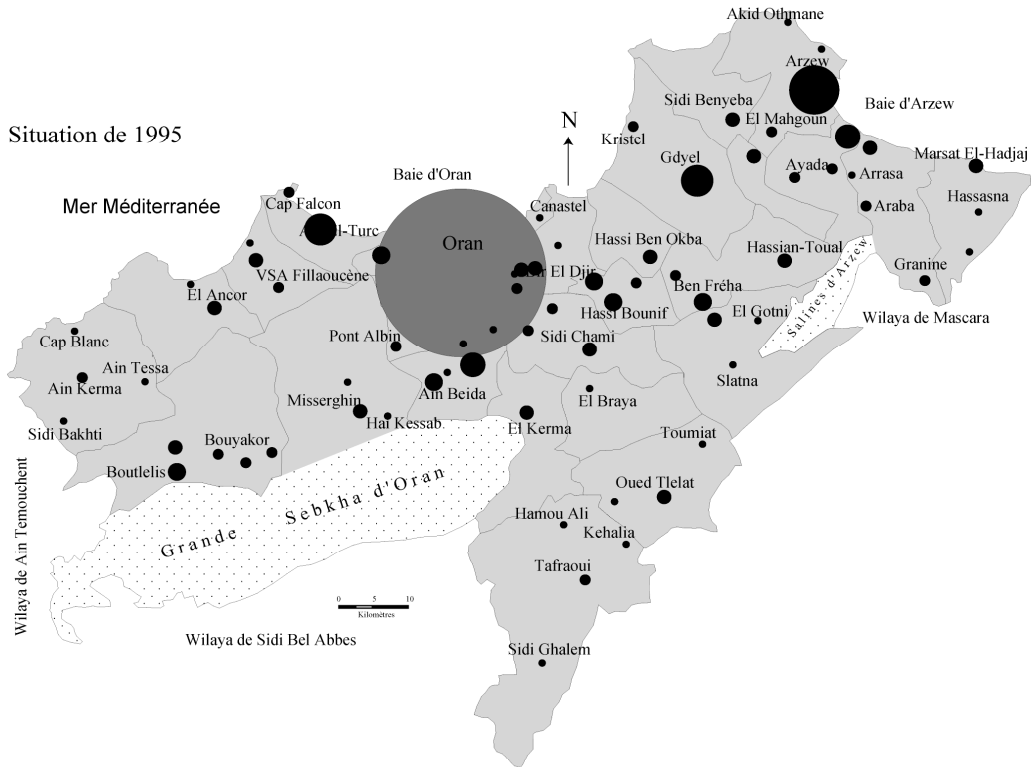 Akid Othmane
Arzew
Sidi Benyeba
Baie d'Arzew
El Mahgoun
N
Situation de 1995
Kristel
Gdyel
Marsat El-Hadjaj
Ayada
Arrasa
Baie d'Oran
Hassasna
Cap Falcon
Mer Méditerranée
Canastel
Araba
El-Turc
Oran
Hassi Ben Okba
Hassian-Toual
VSA Fillaoucène
Bir El Djir
Granine
El Ancor
Ben Fréha
Salines d'Arzew
Hassi Bounif
El Gotni
Wilaya de Mascara
Cap Blanc
Pont Albin
Sidi Chami
Ain Tessa
Ain Kerma
Slatna
Ain Beida
Misserghin
El Braya
Haï Kessab
Sidi Bakhti
El Kerma
Bouyakor
Toumiat
Boutlelis
Grande Sebkha d'Oran
Oued Tlelat
Hamou Ali
Kehalia
Wilaya de Ain Temouchent
Tafraoui
0 5 10
Kilomètres
Wilaya de Sidi Bel Abbes
Sidi Ghalem